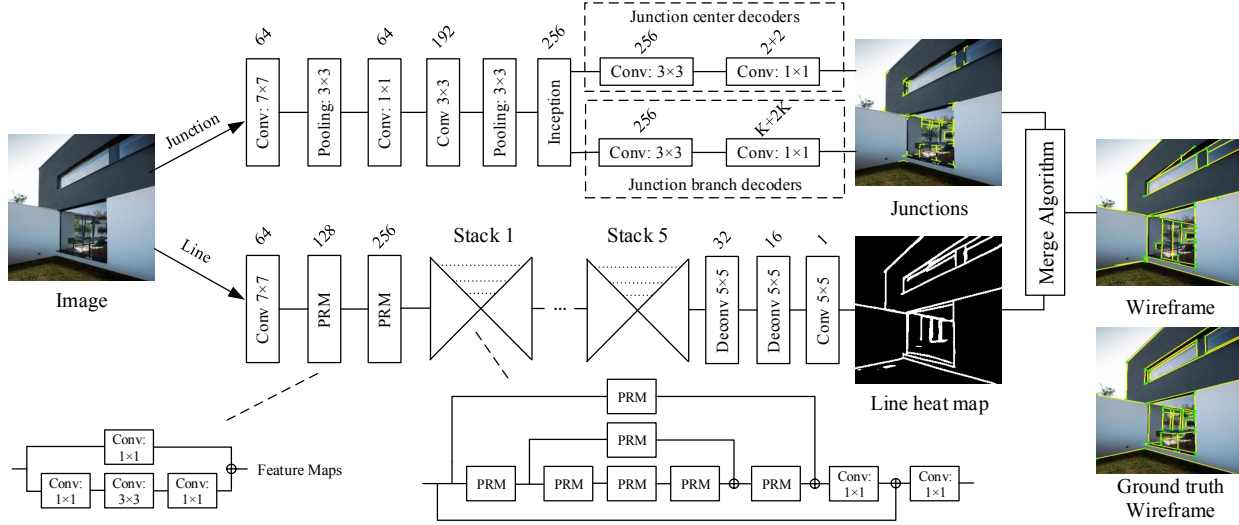 Junction center decoders
64
64
192
256
256
2+2
Conv: 7×7
Pooling: 3×3
Conv: 1×1
Conv 3×3
Pooling: 3×3
Inception
Conv: 3×3
Conv: 1×1
256
K+2K
Conv: 3×3
Conv: 1×1
Junction branch decoders
Junction
Line
Image
Junctions
Merge Algorithm
Wireframe
64
128
256
Stack 1
Stack 5
32
16
1
Conv 7×7
PRM
PRM
...
Deconv 5×5
Deconv 5×5
Conv 5×5
Line heat map
Conv:
1×1
Conv:
1×1
Conv:
3×3
Conv:
1×1
Feature Maps
PRM
PRM
PRM
PRM
PRM
PRM
PRM
Conv:
1×1
Conv:
1×1
Ground truth
Wireframe